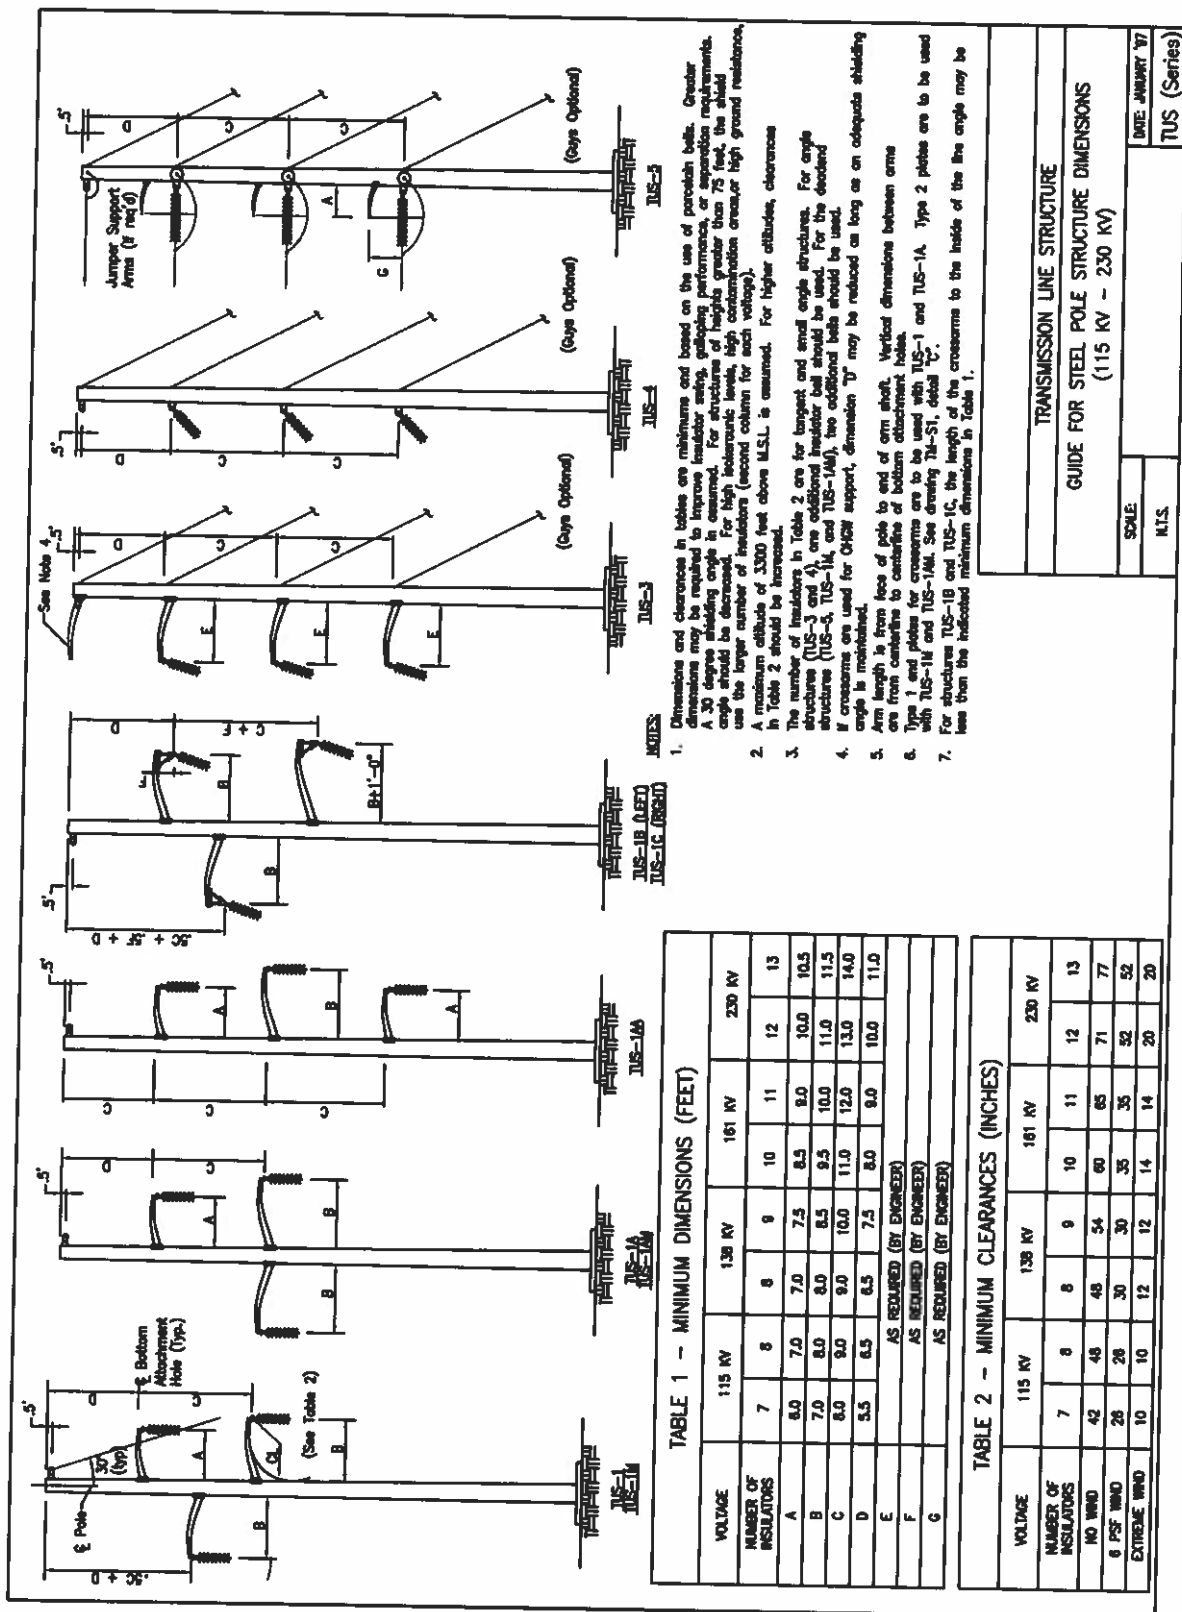 .5'
.5'
.5'
.5'
.5'
.5'
.5'
See Note 4
℄ Pole
30°
(typ)
℄ Bottom
Attachment
Hole (Typ.)
.5C + D
D
C
A
B
B
CL
(See Table 2)
TUS-1
TUS-1M
D
C
A
B
B
TUS-1A
TUS-1AM
C
C
C
A
B
A
TUS-1AA
.5C + .5F + D
D
C + F
F
B
B
B+1'-0"
TUS-1B (LEFT)
TUS-1C (RIGHT)
D
C
C
E
E
E
(Guys Optional)
TUS-3
D
C
C
(Guys Optional)
TUS-4
Jumper Support
Arms (if req'd)
D
C
C
A
G
(Guys Optional)
TUS-5
NOTES:
1. Dimensions and clearances in tables are minimums and based on the use of porcelain bells. Greater
dimensions may be required to improve insulator swing, galloping performance, or separation requirements.
A 30 degree shielding angle in assumed. For structures of heights greater than 75 feet, the shield
angle should be decreased. For high isokeraunic levels, high contamination areas, or high ground resistance,
use the larger number of insulators (second column for each voltage).
2. A maximum altitude of 3300 feet above M.S.L. is assumed. For higher altitudes, clearances
in Table 2 should be increased.
3. The number of insulators in Table 2 are for tangent and small angle structures. For angle
structures (TUS-3 and 4), one additional insulator bell should be used. For the deadend
structures (TUS-5, TUS-1M, and TUS-1AM), two additional bells should be used.
4. If crossarms are used for OHGW support, dimension "D" may be reduced as long as an adequate shielding
angle is maintained.
5. Arm length is from face of pole to end of arm shaft. Vertical dimensions between arms
are from centerline to centerline of bottom attachment holes.
6. Type 1 end plates for crossarms are to be used with TUS-1 and TUS-1A. Type 2 plates are to be used
with TUS-1M and TUS-1AM. See drawing TM-S1, detail "C".
7. For structures TUS-1B and TUS-1C, the length of the crossarms to the inside of the line angle may be
less than the indicated minimum dimensions in Table 1.
TABLE 1 - MINIMUM DIMENSIONS (FEET)
VOLTAGE 115 KV 138 KV 161 KV 230 KV
NUMBER OF
INSULATORS 7 8 8 9 10 11 12 13
A 6.0 7.0 7.0 7.5 8.5 9.0 10.0 10.5
B 7.0 8.0 8.0 8.5 9.5 10.0 11.0 11.5
C 8.0 9.0 9.0 10.0 11.0 12.0 13.0 14.0
D 5.5 6.5 6.5 7.5 8.0 9.0 10.0 11.0
E AS REQUIRED (BY ENGINEER)
F AS REQUIRED (BY ENGINEER)
G AS REQUIRED (BY ENGINEER)
TABLE 2 - MINIMUM CLEARANCES (INCHES)
VOLTAGE 115 KV 138 KV 161 KV 230 KV
NUMBER OF
INSULATORS 7 8 8 9 10 11 12 13
NO WIND 42 48 48 54 60 65 71 77
6 PSF WIND 26 26 30 30 35 35 52 52
EXTREME WIND 10 10 12 12 14 14 20 20
TRANSMISSION LINE STRUCTURE
GUIDE FOR STEEL POLE STRUCTURE DIMENSIONS
(115 KV - 230 KV)
SCALE:
N.T.S.
DATE: JANUARY '97
TUS (Series)